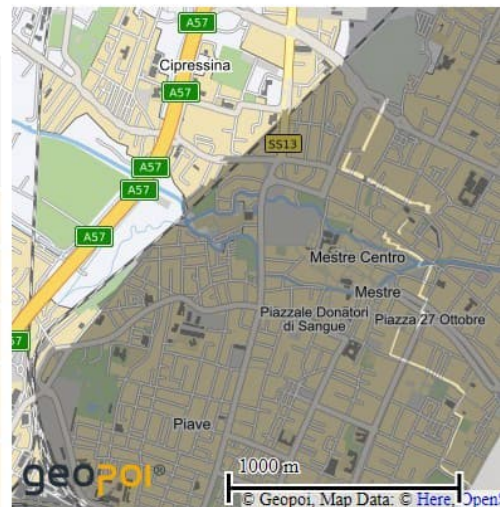 A57
Cipressina
A57
SS13
A57
A57
A57
Mestre Centro
Mestre
57
Piazzale Donatori
di Sangue
Piazza 27 Ottobre
Piave
1000 m
geopoi®
© Geopoi, Map Data: © Here, OpenS